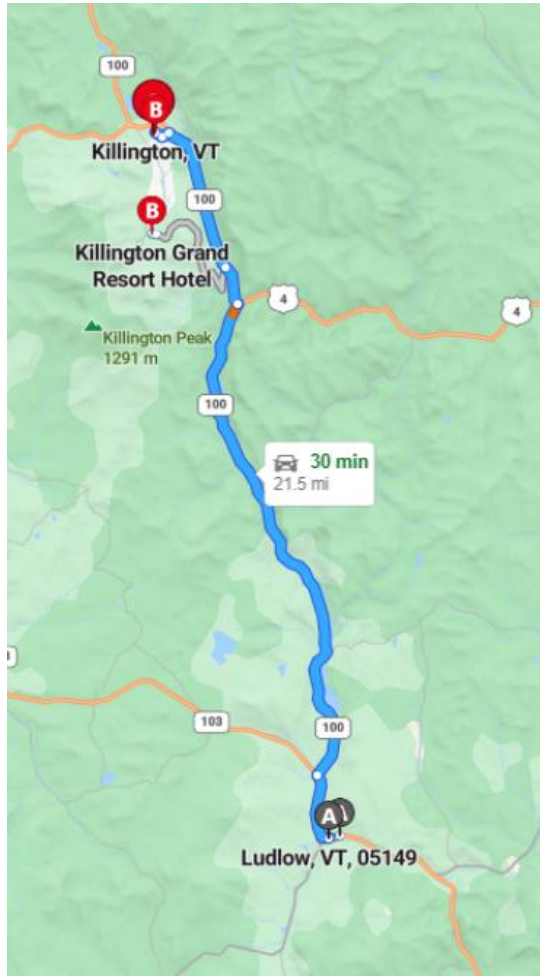 100
B
Killington, VT
100
B
Killington Grand
Resort Hotel
4
4
Killington Peak
1291 m
100
30 min
21.5 mi
103
100
A
Ludlow, VT, 05149